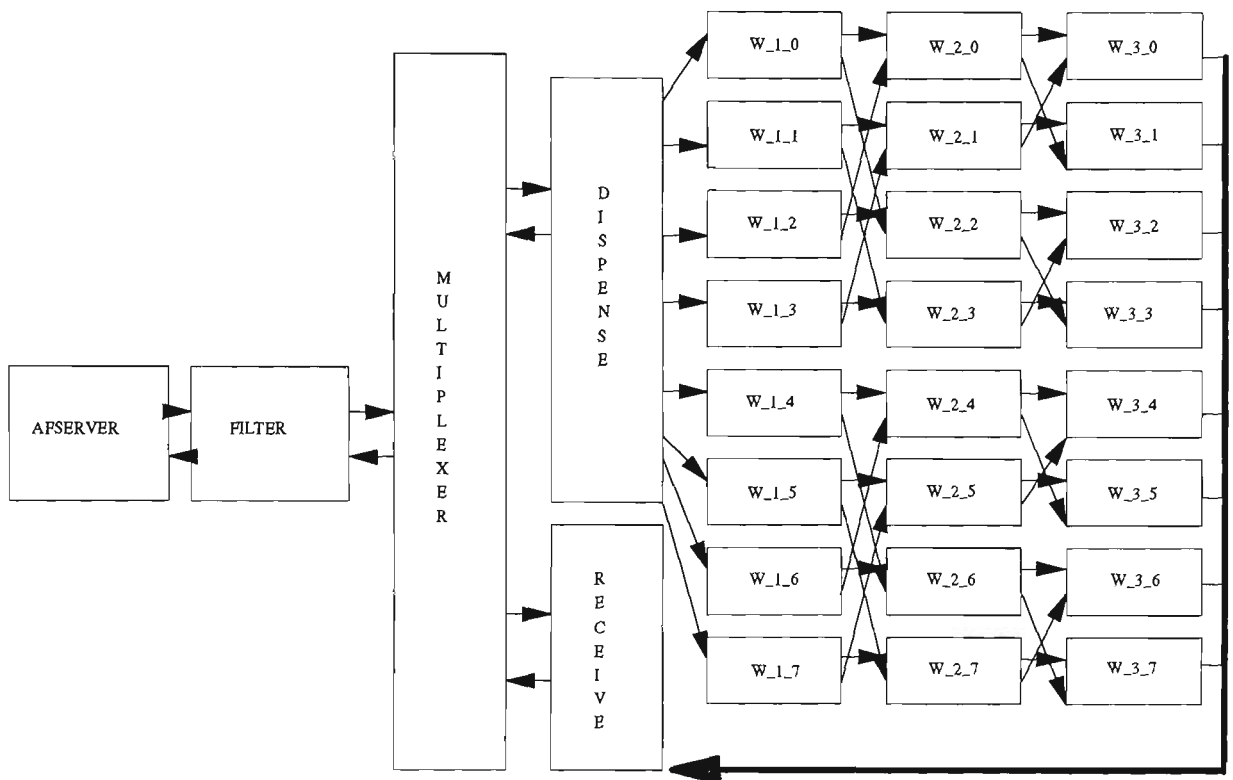 AFSERVER
FILTER
MULTIPLEXER
DISPENSE
RECEIVE
W_1_0
W_2_0
W_3_0
W_1_1
W_2_1
W_3_1
W_1_2
W_2_2
W_3_2
W_1_3
W_2_3
W_3_3
W_1_4
W_2_4
W_3_4
W_1_5
W_2_5
W_3_5
W_1_6
W_2_6
W_3_6
W_1_7
W_2_7
W_3_7